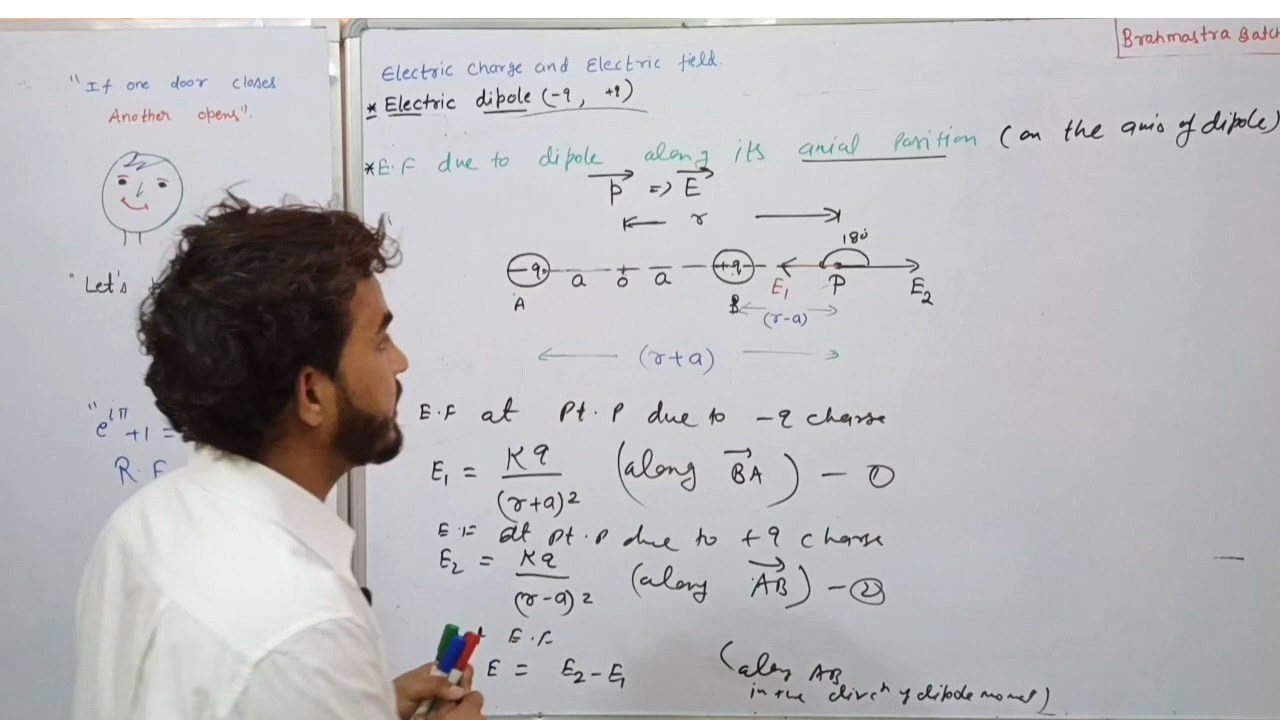 "If one door closes
Another opens".
"Let's
"e^iπ +1 =
Brahmastra Batch
Electric Charge and Electric field.
* Electric dipole (-q, +q)
* E.F due to dipole along its axial Position (on the axis of dipole)
p => E
r
180°
-q a o a +q E₁ P E₂
A B
(r-a)
(r+a)
E.F at Pt. P due to -q charge
E₁ = Kq/(r+a)² (along BA) - ①
E.F at Pt. P due to +q charge
E₂ = Kq/(r-a)² (along AB) - ②
E.F
E = E₂ - E₁ (along AB
in the dirⁿ of dipole moment)